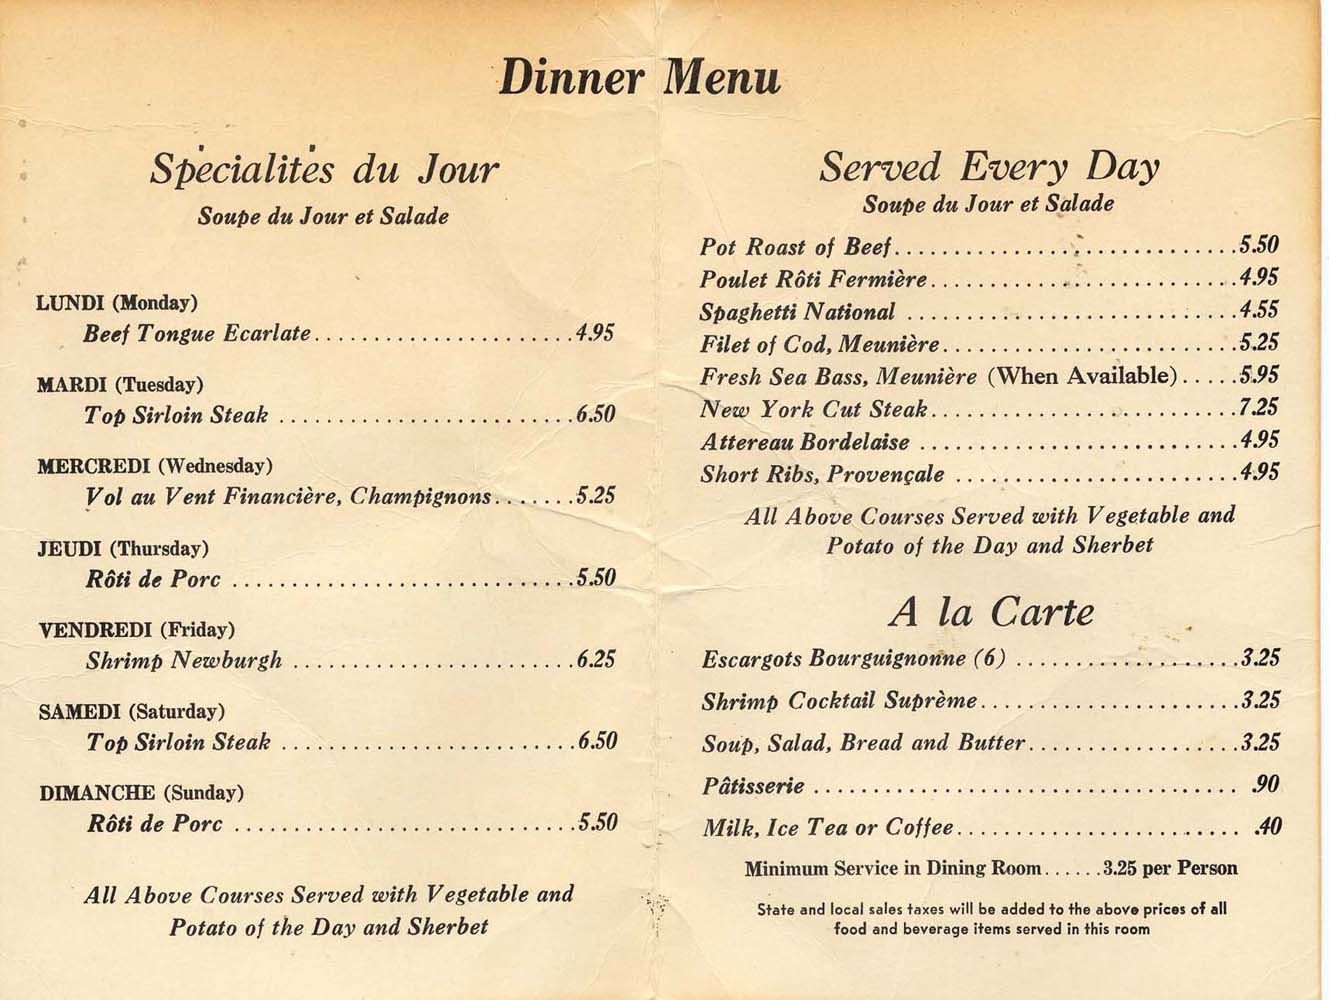 Dinner Menu
Spécialités du Jour
Soupe du Jour et Salade
LUNDI (Monday)
Beef Tongue Ecarlate.......................4.95
MARDI (Tuesday)
Top Sirloin Steak .........................6.50
MERCREDI (Wednesday)
Vol au Vent Financière, Champignons.......5.25
JEUDI (Thursday)
Rôti de Porc .............................5.50
VENDREDI (Friday)
Shrimp Newburgh ........................6.25
SAMEDI (Saturday)
Top Sirloin Steak .........................6.50
DIMANCHE (Sunday)
Rôti de Porc .............................5.50
All Above Courses Served with Vegetable and
Potato of the Day and Sherbet
Served Every Day
Soupe du Jour et Salade
Pot Roast of Beef.............................5.50
Poulet Rôti Fermière..........................4.95
Spaghetti National ............................4.55
Filet of Cod, Meunière.........................5.25
Fresh Sea Bass, Meunière (When Available).....5.95
New York Cut Steak..........................7.25
Attereau Bordelaise ...........................4.95
Short Ribs, Provençale ........................4.95
All Above Courses Served with Vegetable and
Potato of the Day and Sherbet
A la Carte
Escargots Bourguignonne (6) ...................3.25
Shrimp Cocktail Suprème......................3.25
Soup, Salad, Bread and Butter..................3.25
Pâtisserie .................................... .90
Milk, Ice Tea or Coffee........................ .40
Minimum Service in Dining Room......3.25 per Person
State and local sales taxes will be added to the above prices of all
food and beverage items served in this room